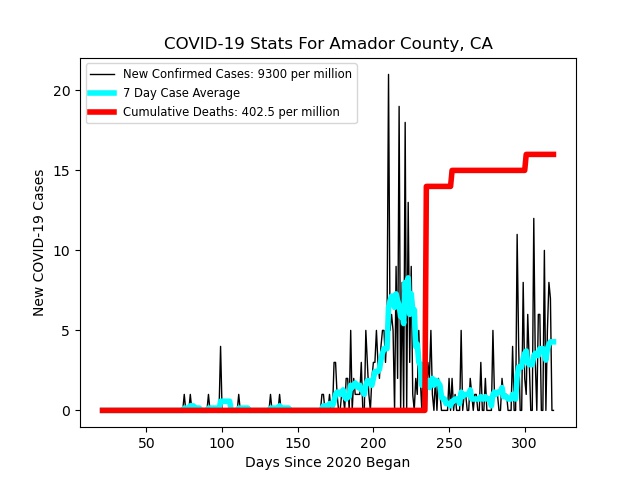 COVID-19 Stats For Amador County, CA
New Confirmed Cases: 9300 per million
7 Day Case Average
Cumulative Deaths: 402.5 per million
New COVID-19 Cases
20
15
10
5
0
50 100 150 200 250 300
Days Since 2020 Began